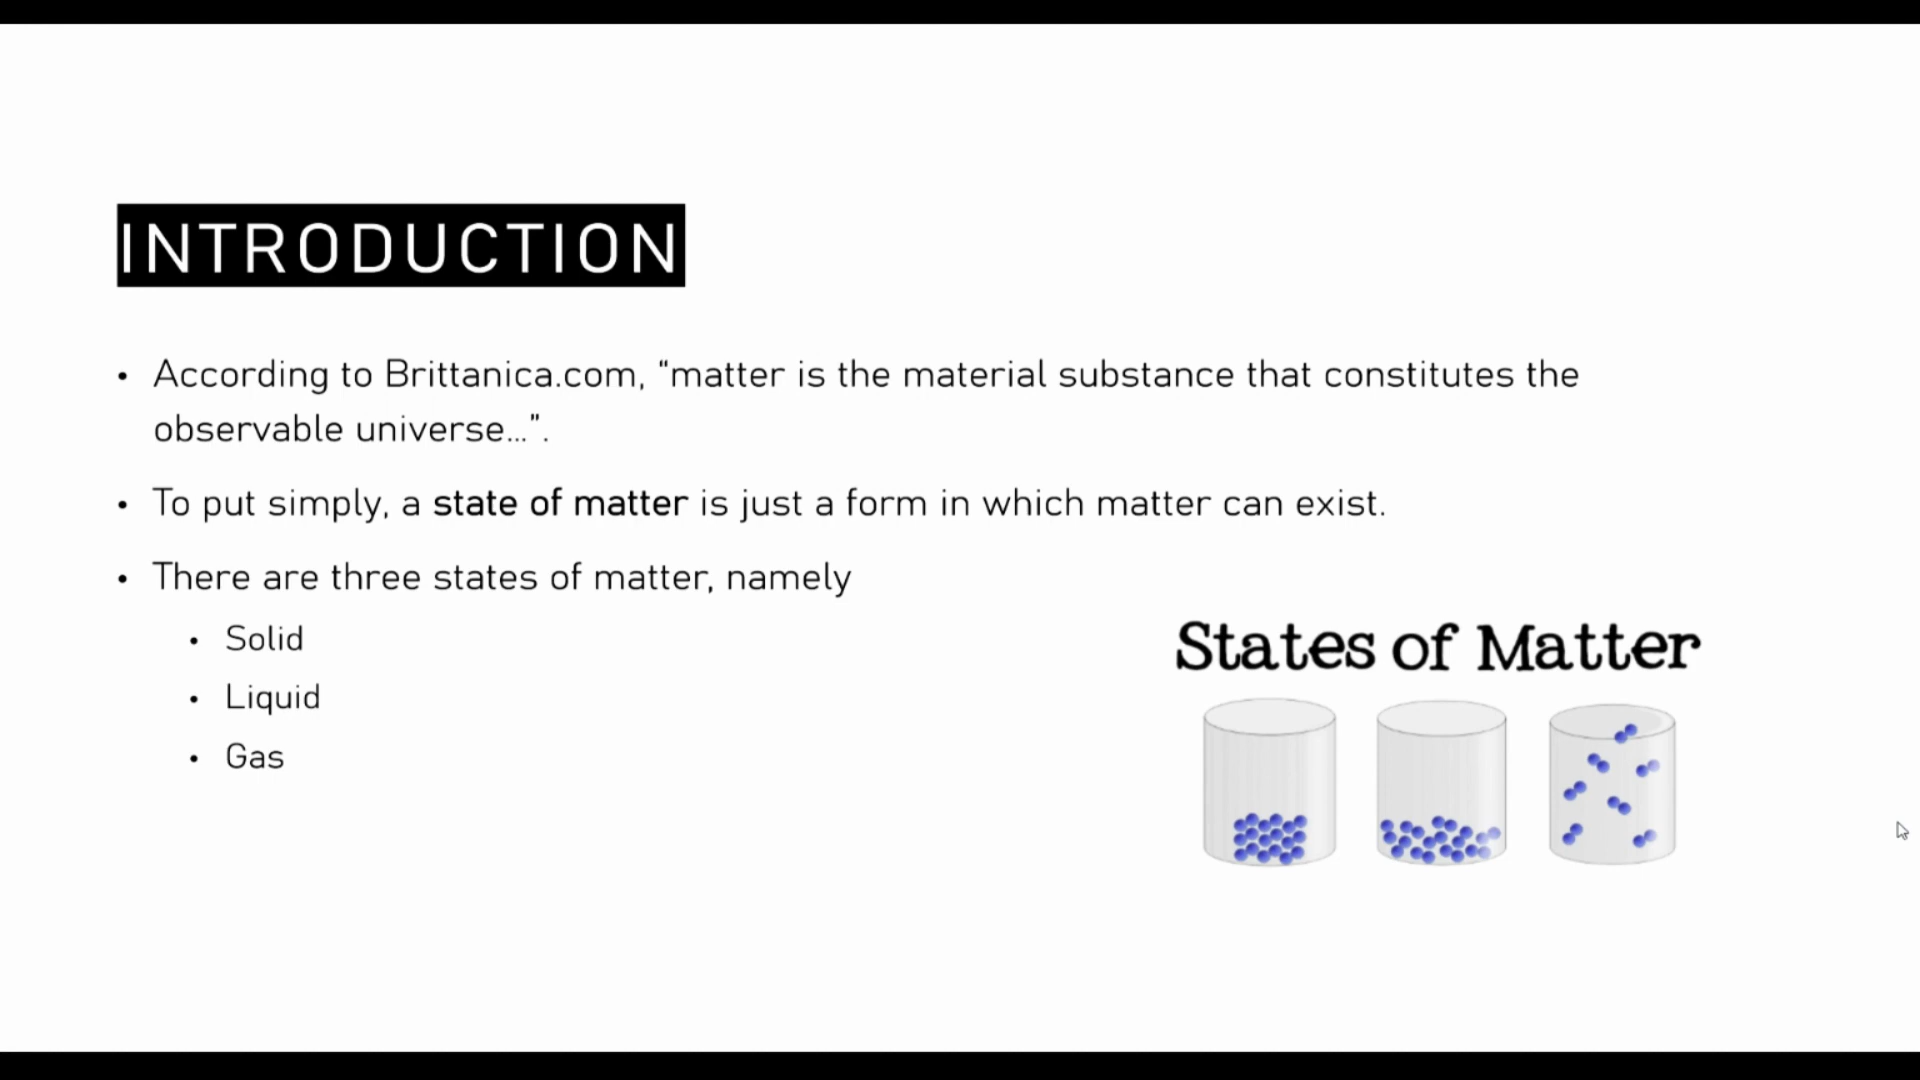 INTRODUCTION
• According to Brittanica.com, “matter is the material substance that constitutes the
observable universe…”.
• To put simply, a state of matter is just a form in which matter can exist.
• There are three states of matter, namely
• Solid
• Liquid
• Gas
States of Matter